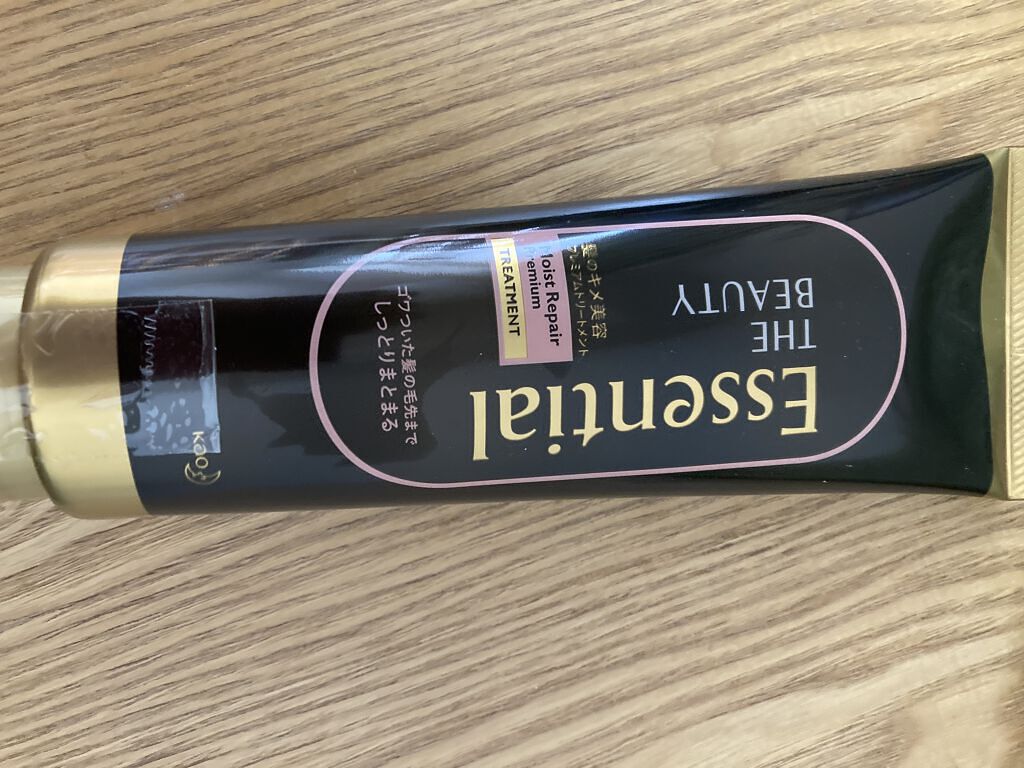 Essential
THE
BEAUTY
髪のキメ美容
プレミアムトリートメント
Moist Repair
Premium
TREATMENT
ゴワついた髪の毛先まで
しっとりまとまる
Kao